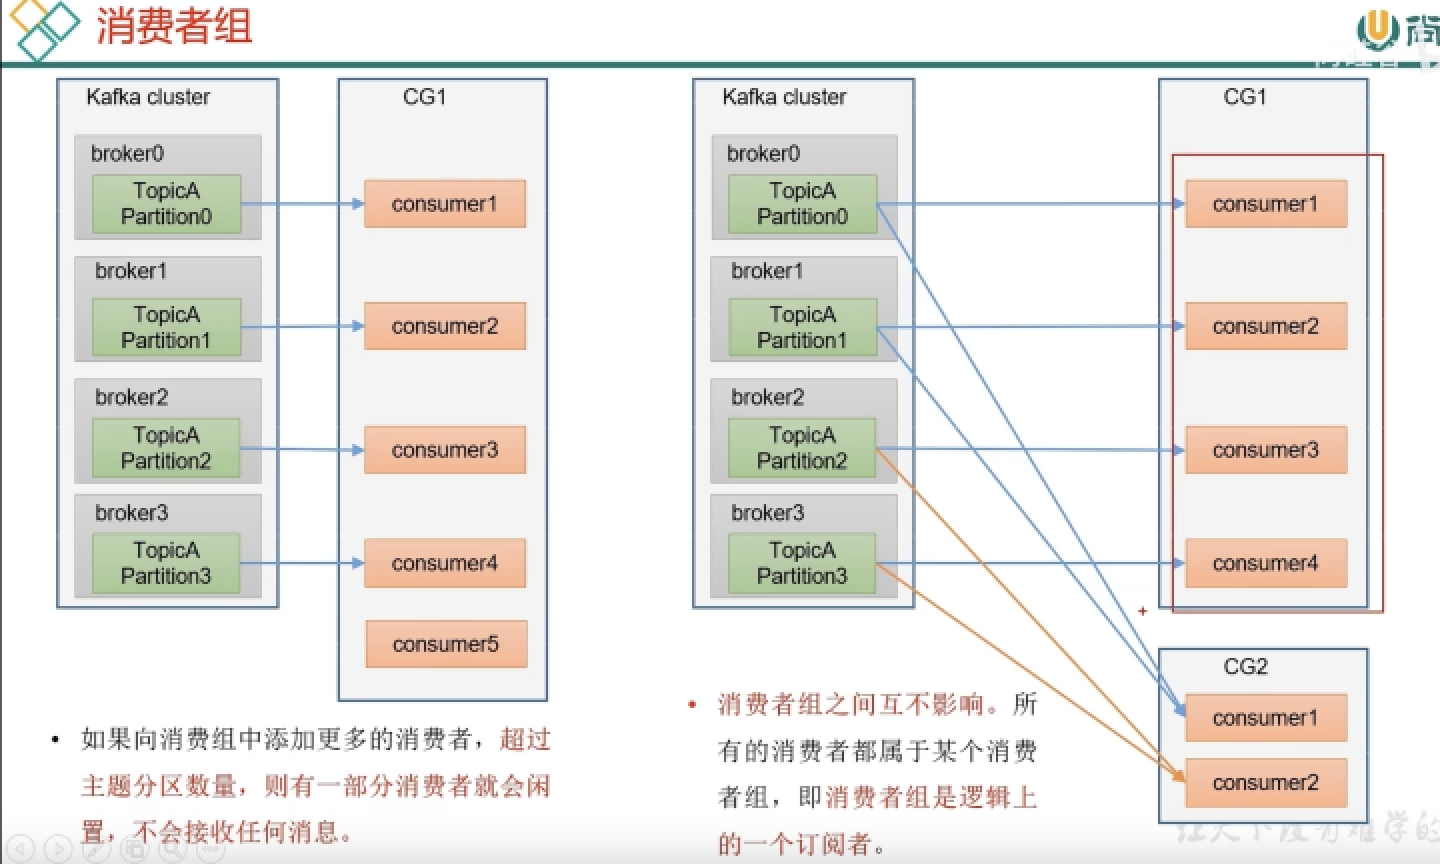 消费者组
尚
Kafka cluster
broker0
TopicA
Partition0
broker1
TopicA
Partition1
broker2
TopicA
Partition2
broker3
TopicA
Partition3
CG1
consumer1
consumer2
consumer3
consumer4
consumer5
如果向消费组中添加更多的消费者，超过
主题分区数量，则有一部分消费者就会闲
置，不会接收任何消息。
Kafka cluster
broker0
TopicA
Partition0
broker1
TopicA
Partition1
broker2
TopicA
Partition2
broker3
TopicA
Partition3
CG1
consumer1
consumer2
consumer3
consumer4
CG2
consumer1
consumer2
消费者组之间互不影响。所
有的消费者都属于某个消费
者组，即消费者组是逻辑上
的一个订阅者。